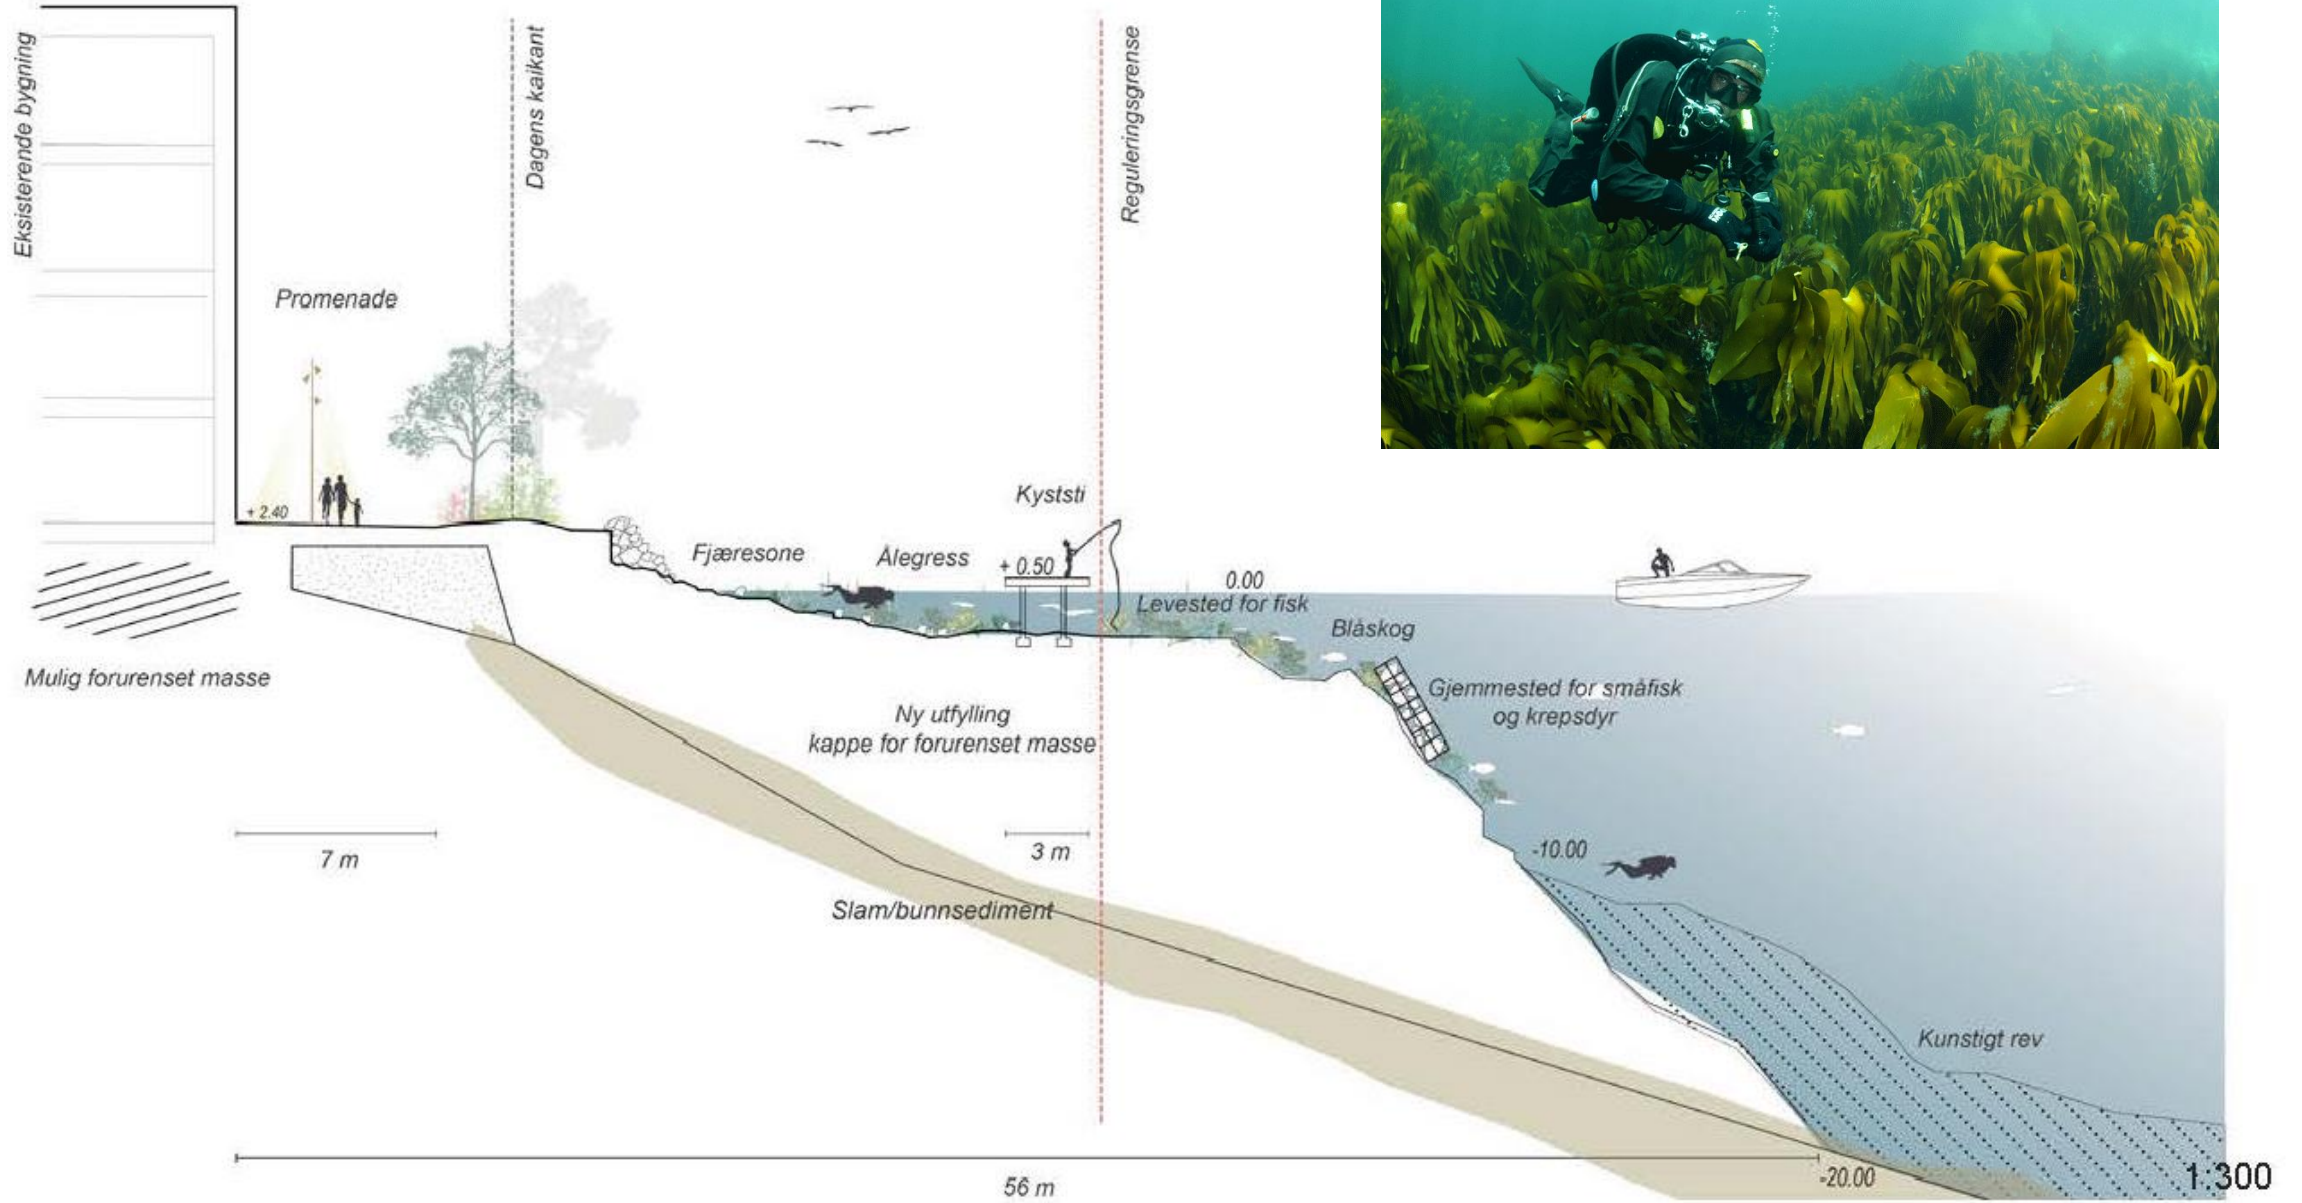 Eksisterende bygning
Dagens kaikant
Reguleringsgrense
Promenade
+ 2.40
Kyststi
Fjæresone
Ålegress
+ 0.50
0.00
Levested for fisk
Blåskog
Mulig forurenset masse
Gjemmested for småfisk
og krepsdyr
Ny utfylling
kappe for forurenset masse
7 m
3 m
-10.00
Slam/bunnsediment
Kunstigt rev
56 m
-20.00
1:300